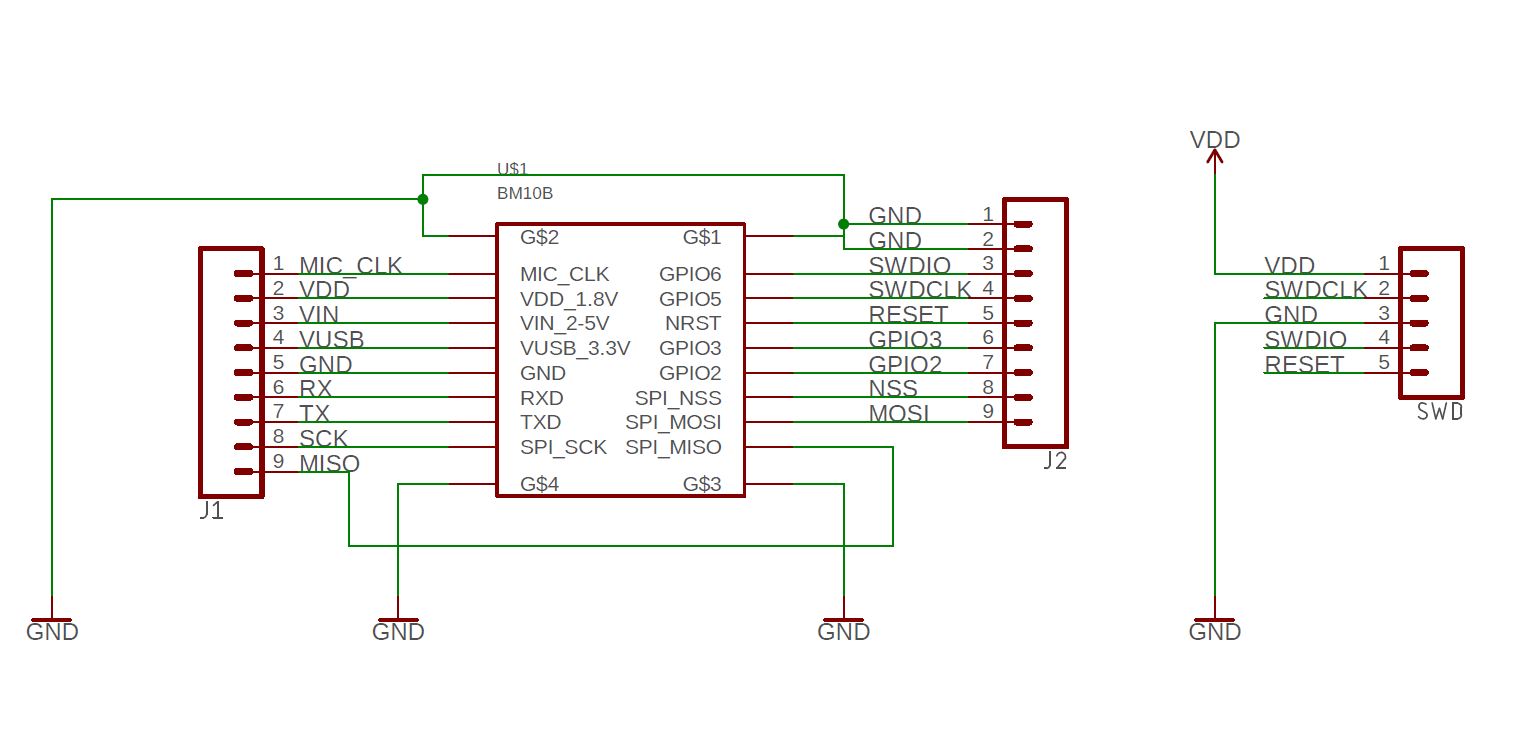 VDD
U$1
BM10B
GND 1
G$2 G$1
GND 2
1 MIC_CLK MIC_CLK GPIO6 SWDIO 3 VDD 1
2 VDD VDD_1.8V GPIO5 SWDCLK 4 SWDCLK 2
3 VIN VIN_2-5V NRST RESET 5 GND 3
4 VUSB VUSB_3.3V GPIO3 GPIO3 6 SWDIO 4
5 GND GND GPIO2 GPIO2 7 RESET 5
6 RX RXD SPI_NSS NSS 8
7 TX TXD SPI_MOSI MOSI 9 SWD
8 SCK SPI_SCK SPI_MISO
9 MISO J2
G$4 G$3
J1
GND GND GND GND